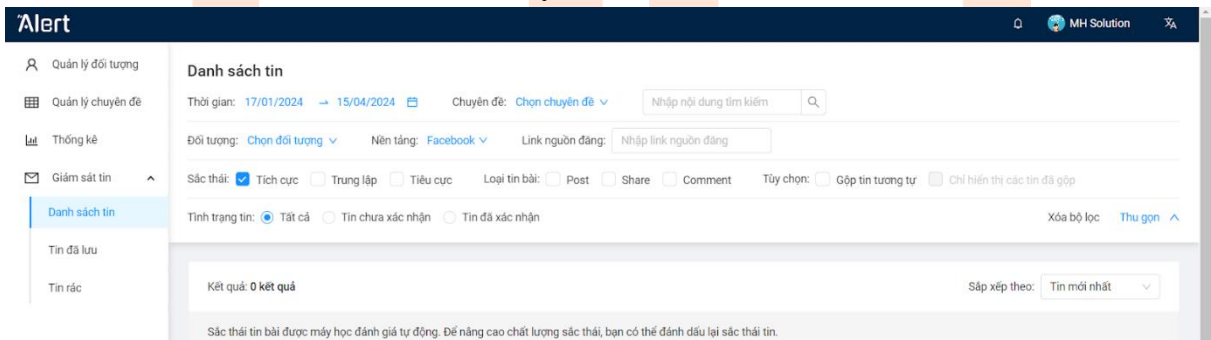 Alert
MH Solution
Quản lý đối tượng
Quản lý chuyên đề
Thống kê
Giám sát tin
Danh sách tin
Tin đã lưu
Tin rác
Danh sách tin
Thời gian: 17/01/2024 → 15/04/2024 Chuyên đề: Chọn chuyên đề Nhập nội dung tìm kiếm
Đối tượng: Chọn đối tượng Nền tảng: Facebook Link nguồn đăng: Nhập link nguồn đăng
Sắc thái: Tích cực Trung lập Tiêu cực Loại tin bài: Post Share Comment Tùy chọn: Gộp tin tương tự Chỉ hiển thị các tin đã gộp
Tình trạng tin: Tất cả Tin chưa xác nhận Tin đã xác nhận Xóa bộ lọc Thu gọn
Kết quả: 0 kết quả Sắp xếp theo: Tin mới nhất
Sắc thái tin bài được máy học đánh giá tự động. Để nâng cao chất lượng sắc thái, bạn có thể đánh dấu lại sắc thái tin.